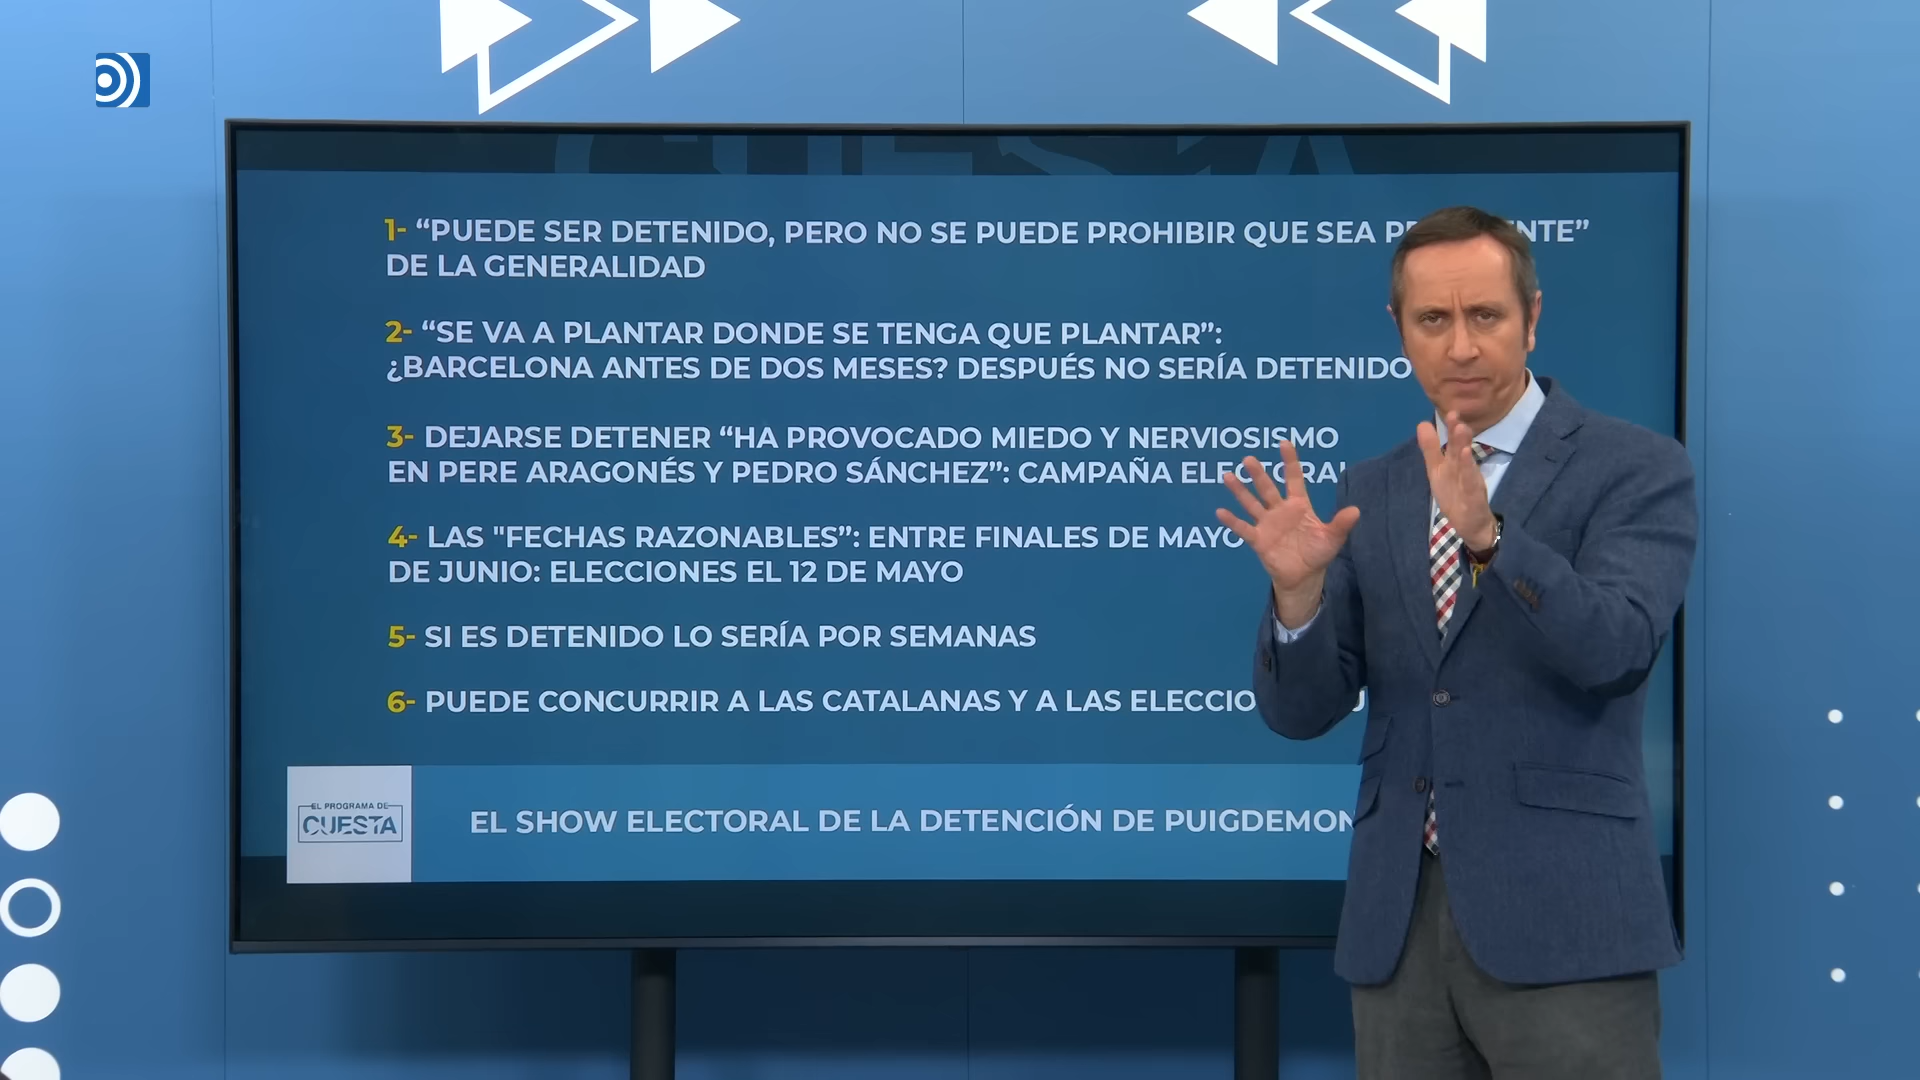 CUESTA
1- “PUEDE SER DETENIDO, PERO NO SE PUEDE PROHIBIR QUE SEA
DE LA GENERALIDAD
2- “SE VA A PLANTAR DONDE SE TENGA QUE PLANTAR”:
¿BARCELONA ANTES DE DOS MESES? DESPUÉS NO SERÍA DETENIDO
3- DEJARSE DETENER “HA PROVOCADO MIEDO Y NERVIOSISMO
EN PERE ARAGONÉS Y PEDRO SÁNCHEZ”: CAMPAÑA
4- LAS "FECHAS RAZONABLES”: ENTRE FINALES DE MAYO
DE JUNIO: ELECCIONES EL 12 DE MAYO
5- SI ES DETENIDO LO SERÍA POR SEMANAS
6- PUEDE CONCURRIR A LAS CATALANAS Y A LAS
EL PROGRAMA DE
CUESTA
EL SHOW ELECTORAL DE LA DETENCIÓN DE